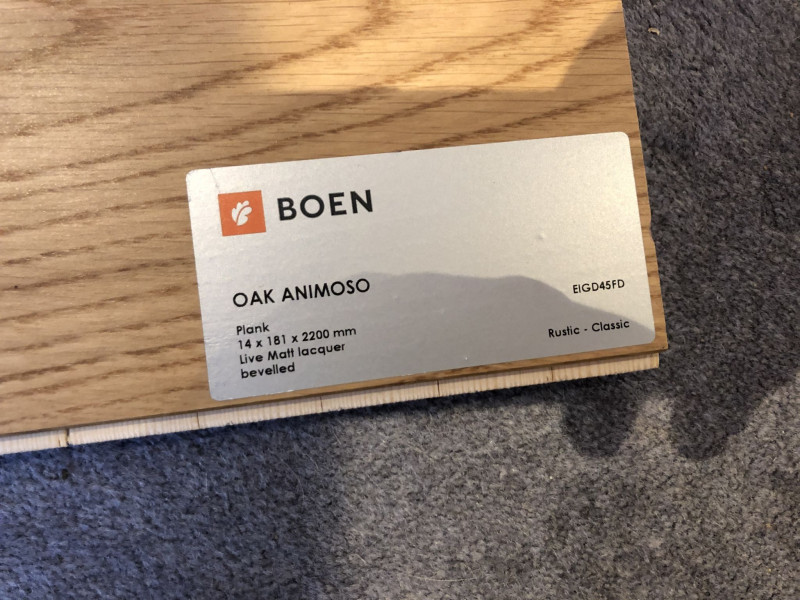 BOEN
OAK ANIMOSO
EIGD45FD
Plank
14 x 181 x 2200 mm
Live Matt lacquer
bevelled
Rustic - Classic